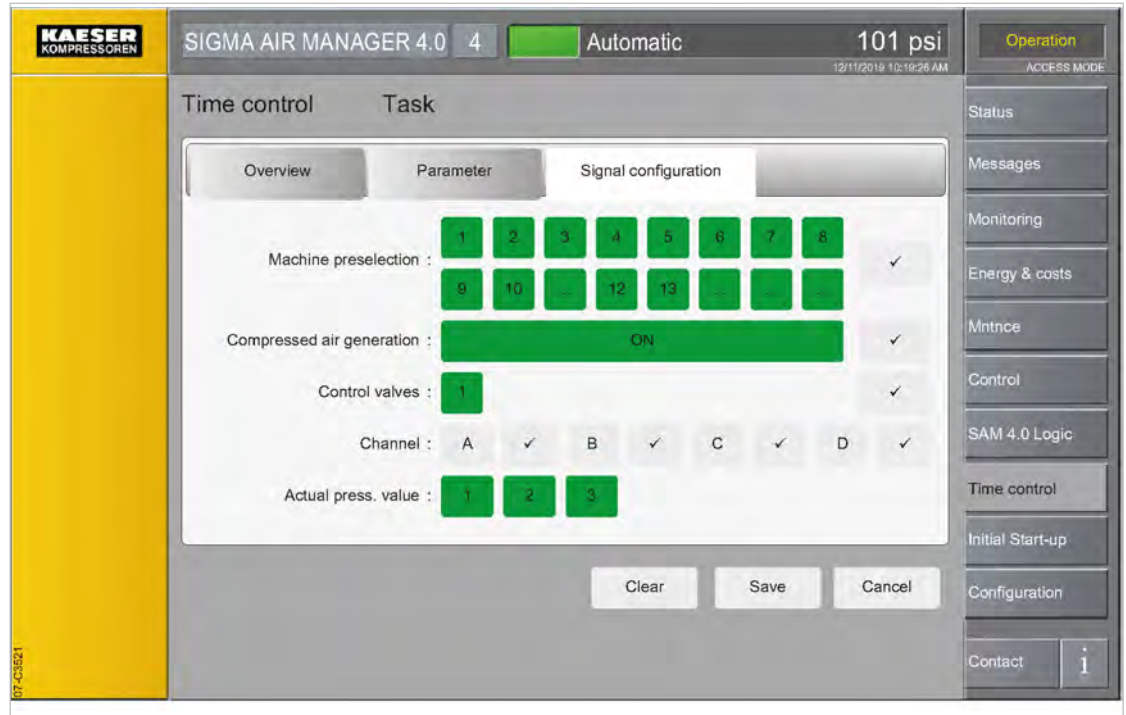 KAESER
KOMPRESSOREN
SIGMA AIR MANAGER 4.0 4 Automatic 101 psi
12/11/2019 10:19:26 AM
Operation
ACCESS MODE
Time control Task
Overview Parameter Signal configuration
Machine preselection :
1 2 3 4 5 6 7 8 ✓
9 10 ... 12 13 ... ... ...
Compressed air generation : ON ✓
Control valves : 1 ✓
Channel : A ✓ B ✓ C ✓ D ✓
Actual press. value : 1 2 3
Clear Save Cancel
Status
Messages
Monitoring
Energy & costs
Mntnce
Control
SAM 4.0 Logic
Time control
Initial Start-up
Configuration
Contact i
07-C3521